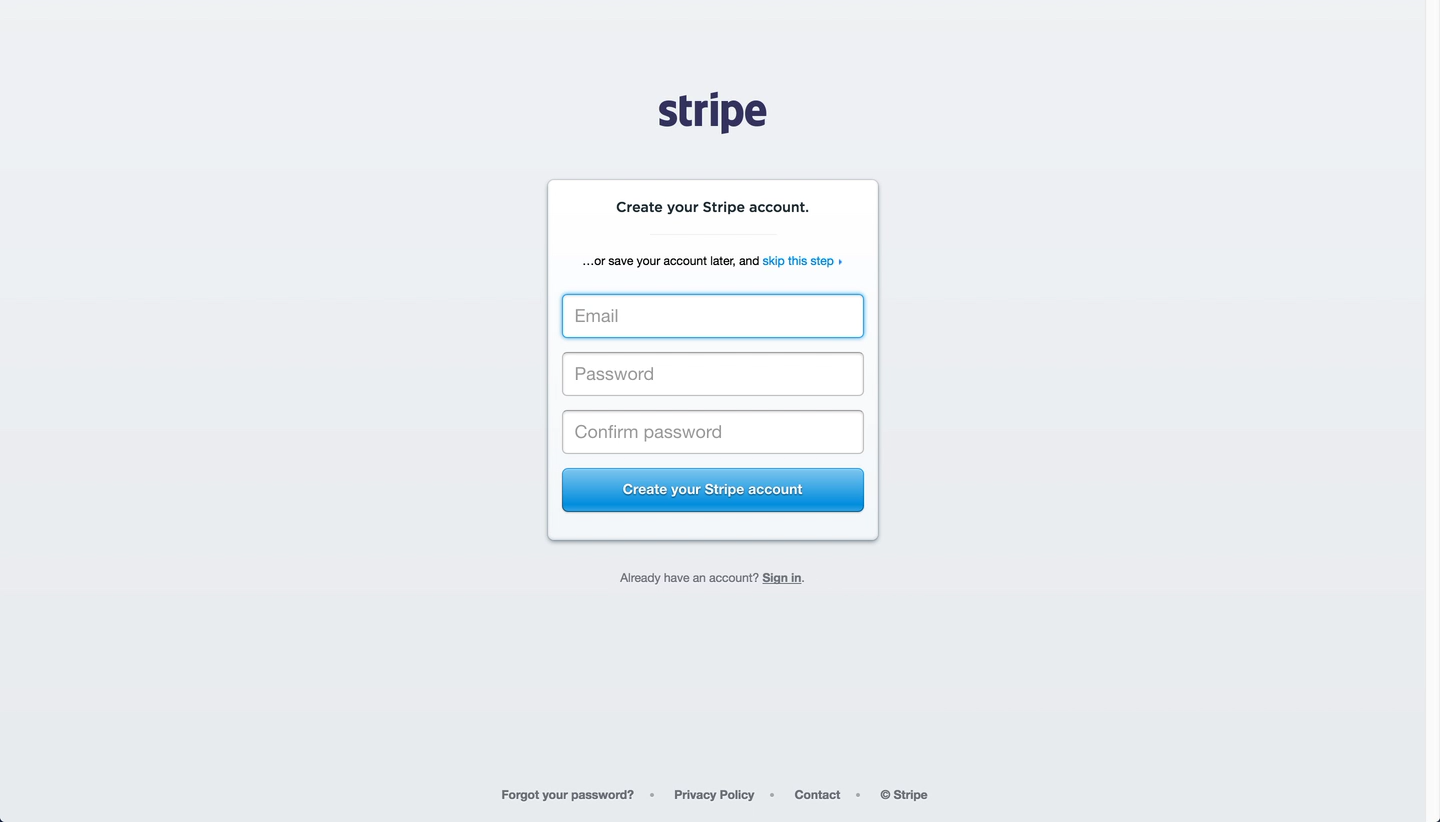 stripe
Create your Stripe account.
...or save your account later, and skip this step
Email
Password
Confirm password
Create your Stripe account
Already have an account? Sign in.
Forgot your password? • Privacy Policy • Contact • © Stripe